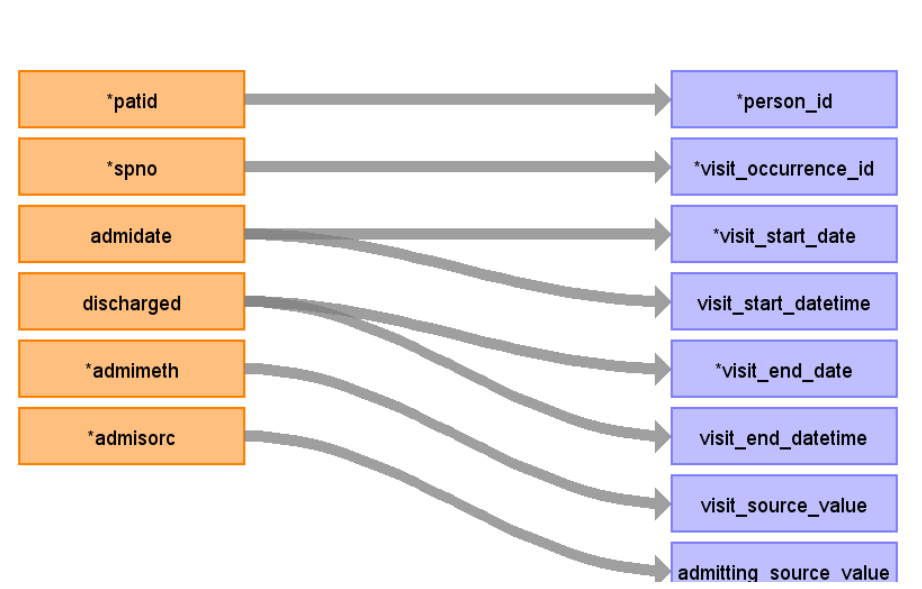 *patid
*person_id
*spno
*visit_occurrence_id
admidate
*visit_start_date
discharged
visit_start_datetime
*admimeth
*visit_end_date
*admisorc
visit_end_datetime
visit_source_value
admitting_source_value